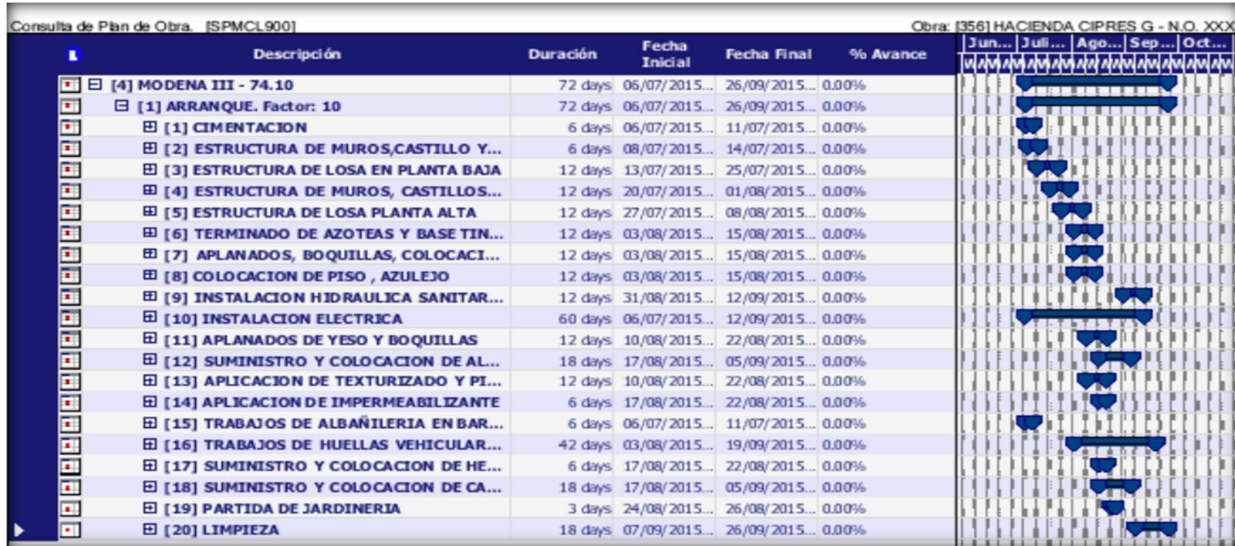 Consulta de Plan de Obra. [SPMCL900] Obra: [356] HACIENDA CIPRES G - N.O. XXX
Descripción Duración Fecha Inicial Fecha Final % Avance Jun... Juli... Ago... Sep... Oct...
[4] MODENA III - 74.10 72 days 06/07/2015... 26/09/2015... 0.00%
[1] ARRANQUE. Factor: 10 72 days 06/07/2015... 26/09/2015... 0.00%
[1] CIMENTACION 6 days 06/07/2015... 11/07/2015... 0.00%
[2] ESTRUCTURA DE MUROS,CASTILLO Y... 6 days 08/07/2015... 14/07/2015... 0.00%
[3] ESTRUCTURA DE LOSA EN PLANTA BAJA 12 days 13/07/2015... 25/07/2015... 0.00%
[4] ESTRUCTURA DE MUROS, CASTILLOS... 12 days 20/07/2015... 01/08/2015... 0.00%
[5] ESTRUCTURA DE LOSA PLANTA ALTA 12 days 27/07/2015... 08/08/2015... 0.00%
[6] TERMINADO DE AZOTEAS Y BASE TIN... 12 days 03/08/2015... 15/08/2015... 0.00%
[7] APLANADOS, BOQUILLAS, COLOCACI... 12 days 03/08/2015... 15/08/2015... 0.00%
[8] COLOCACION DE PISO , AZULEJO 12 days 03/08/2015... 15/08/2015... 0.00%
[9] INSTALACION HIDRAULICA SANITAR... 12 days 31/08/2015... 12/09/2015... 0.00%
[10] INSTALACION ELECTRICA 60 days 06/07/2015... 12/09/2015... 0.00%
[11] APLANADOS DE YESO Y BOQUILLAS 12 days 10/08/2015... 22/08/2015... 0.00%
[12] SUMINISTRO Y COLOCACION DE AL... 18 days 17/08/2015... 05/09/2015... 0.00%
[13] APLICACION DE TEXTURIZADO Y PI... 12 days 10/08/2015... 22/08/2015... 0.00%
[14] APLICACION DE IMPERMEABILIZANTE 6 days 17/08/2015... 22/08/2015... 0.00%
[15] TRABAJOS DE ALBAÑILERIA EN BAR... 6 days 06/07/2015... 11/07/2015... 0.00%
[16] TRABAJOS DE HUELLAS VEHICULAR... 42 days 03/08/2015... 19/09/2015... 0.00%
[17] SUMINISTRO Y COLOCACION DE HE... 6 days 17/08/2015... 22/08/2015... 0.00%
[18] SUMINISTRO Y COLOCACION DE CA... 18 days 17/08/2015... 05/09/2015... 0.00%
[19] PARTIDA DE JARDINERIA 3 days 24/08/2015... 26/08/2015... 0.00%
[20] LIMPIEZA 18 days 07/09/2015... 26/09/2015... 0.00%